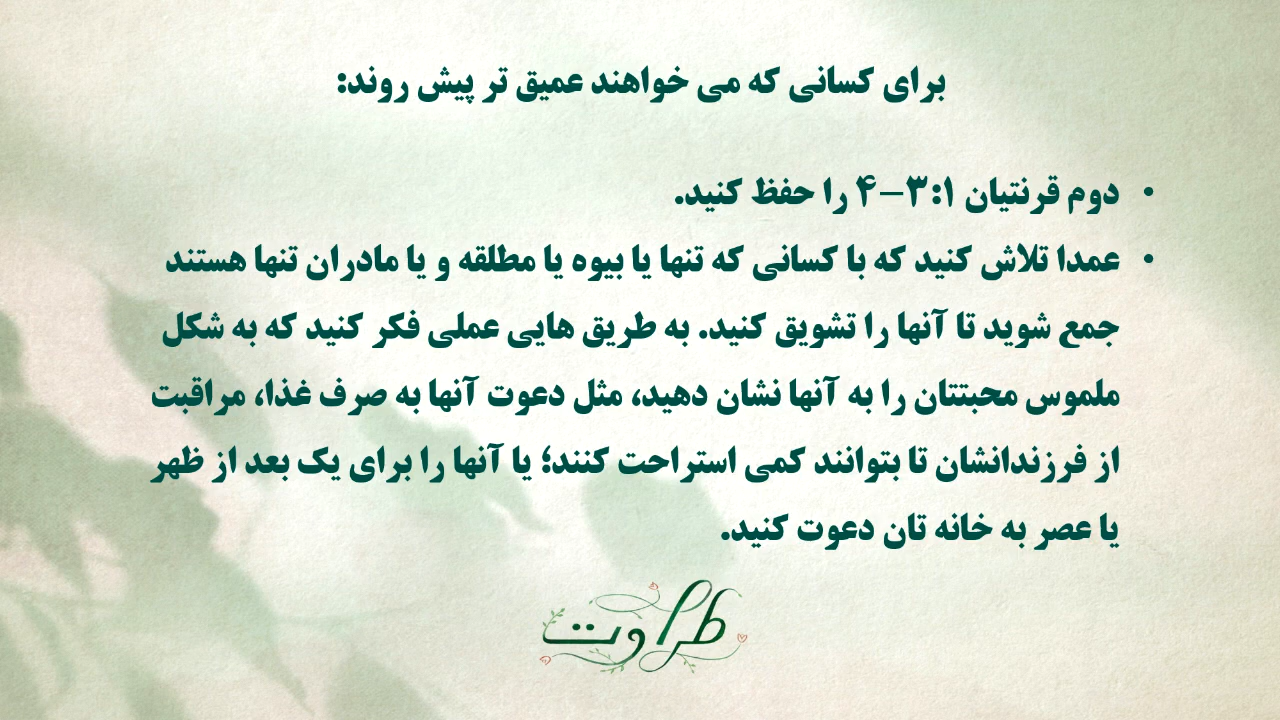 برای کسانی که می خواهند عمیق تر پیش روند:
• دوم قرنتیان ۳:۱–۴ را حفظ کنید.
• عمدا تلاش کنید که با کسانی که تنها یا بیوه یا مطلقه و یا مادران تنها هستند
جمع شوید تا آنها را تشویق کنید. به طریق هایی عملی فکر کنید که به شکل
ملموس محبتتان را به آنها نشان دهید، مثل دعوت آنها به صرف غذا، مراقبت
از فرزندانشان تا بتوانند کمی استراحت کنند؛ یا آنها را برای یک بعد از ظهر
یا عصر به خانه تان دعوت کنید.
طراوت